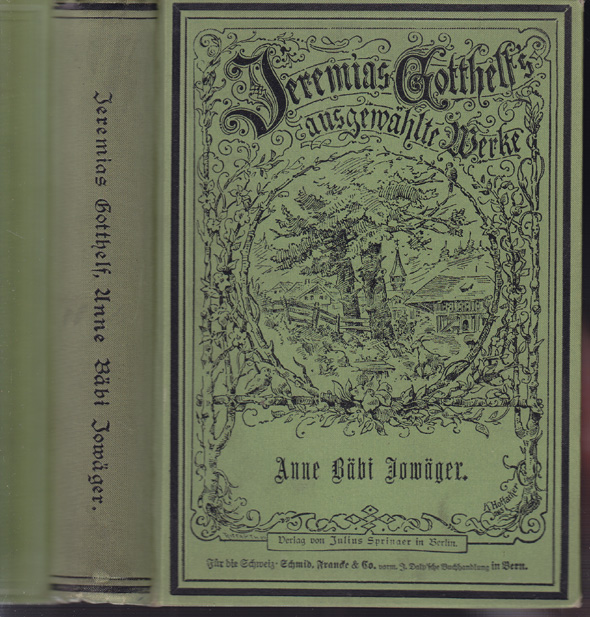 Jeremias Gotthelf, Anne Bäbi Jowäger.
Jeremias Gotthelf's
ausgewählte Werke
Anne Bäbi Jowäger.
Verlag von Julius Springer in Berlin.
Für die Schweiz: Schmid, Francke & Co. vorm. J. Dalp'sche Buchhandlung in Bern.